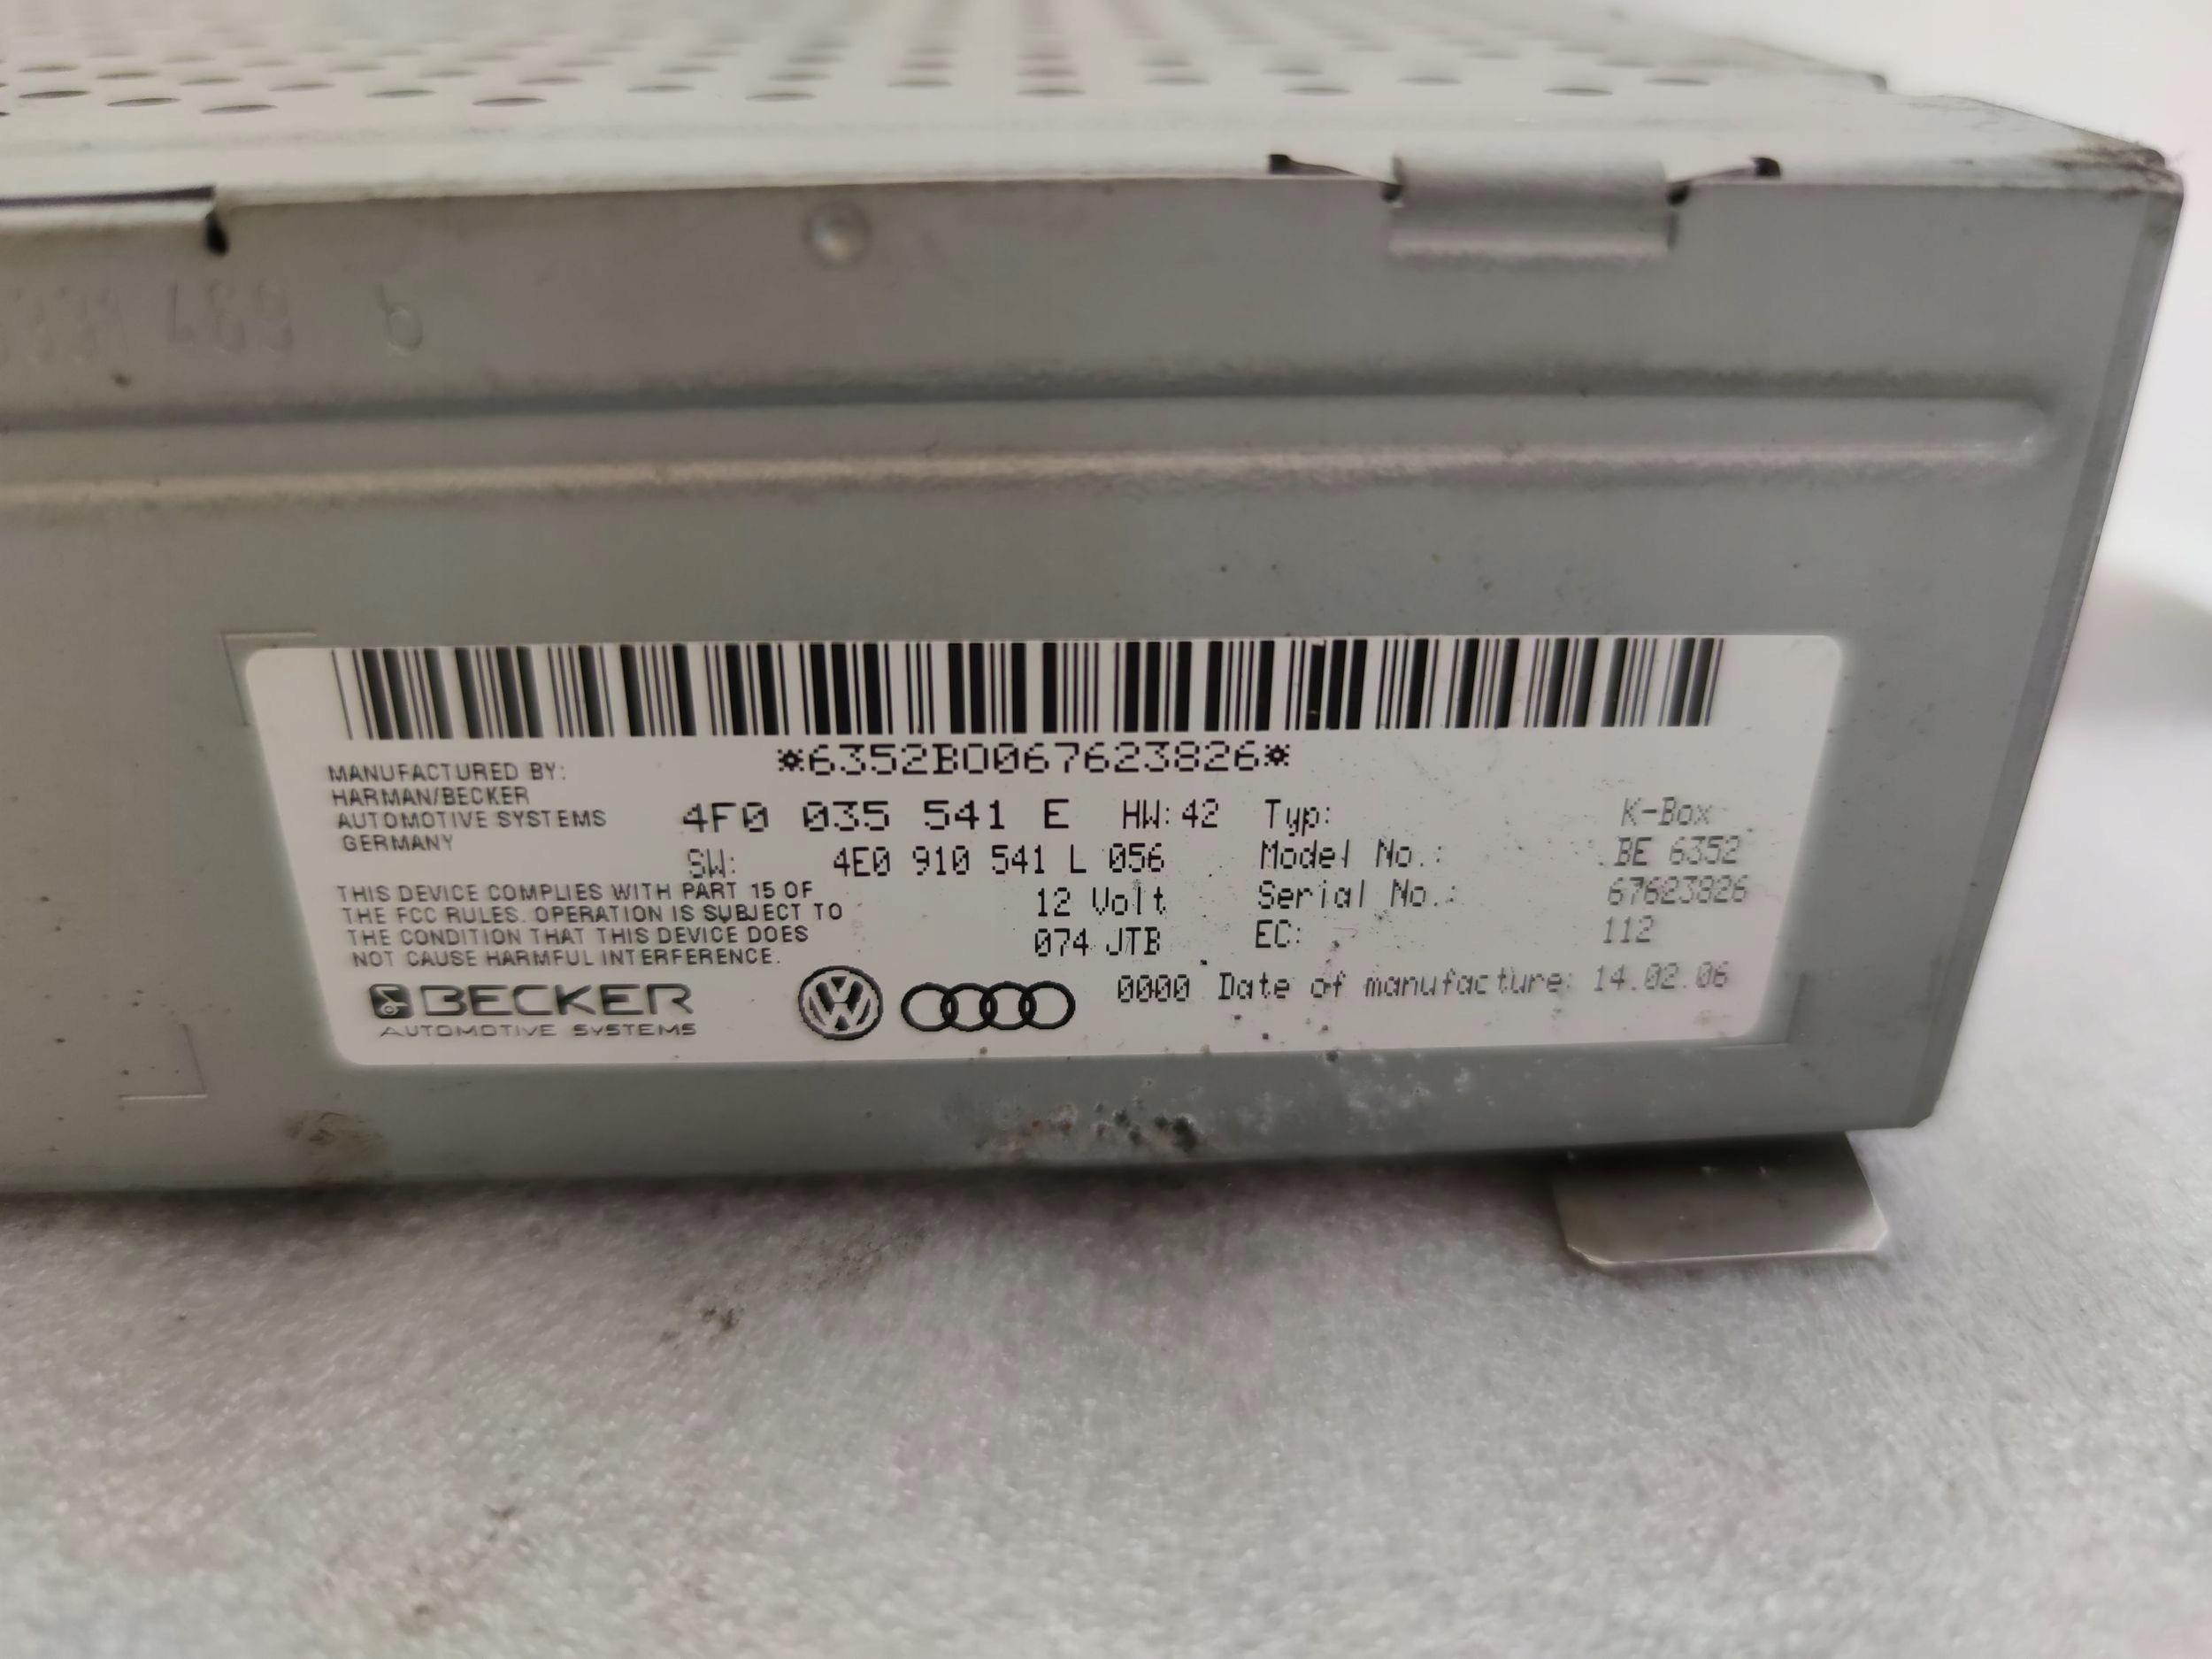 *6352BO067623826*
MANUFACTURED BY:
HARMAN/BECKER
AUTOMOTIVE SYSTEMS
GERMANY
4F0 035 541 E HW: 42 Typ: K-Box
SW: 4E0 910 541 L 056 Model No.: BE 6352
12 Volt Serial No.: 67623826
074 JTB EC: 112
0000 Date of manufacture: 14.02.06
THIS DEVICE COMPLIES WITH PART 15 OF
THE FCC RULES. OPERATION IS SUBJECT TO
THE CONDITION THAT THIS DEVICE DOES
NOT CAUSE HARMFUL INTERFERENCE.
BECKER
AUTOMOTIVE SYSTEMS